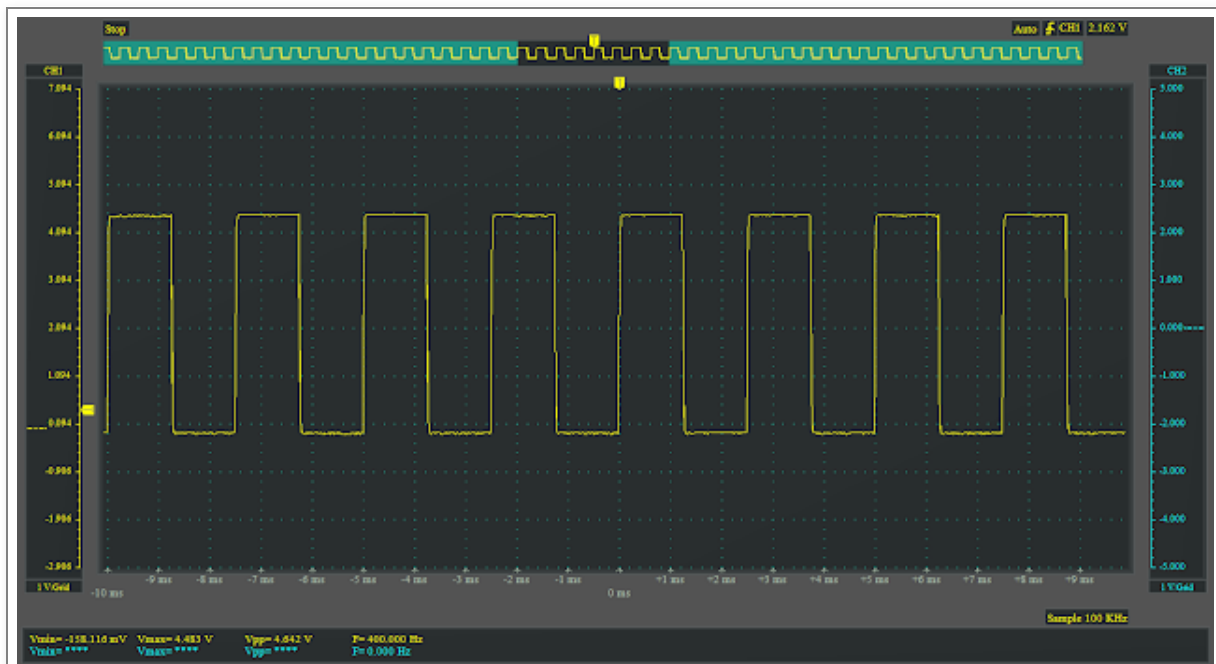 Stop
Auto CH1 2.162 V
T
T
CH1
CH2
7.094
6.094
5.094
4.094
3.094
2.094
1.094
0.094
-0.906
-1.906
-2.906
1 V/Grid
5.000
4.000
3.000
2.000
1.000
0.000
-1.000
-2.000
-3.000
-4.000
-5.000
1 V/Grid
-9 ms -8 ms -7 ms -6 ms -5 ms -4 ms -3 ms -2 ms -1 ms +1 ms +2 ms +3 ms +4 ms +5 ms +6 ms +7 ms +8 ms +9 ms
-10 ms 0 ms
Sample 100 KHz
Vmin= -158.116 mV Vmax= 4.483 V Vpp= 4.642 V F= 400.000 Hz
Vmin= **** Vmax= **** Vpp= **** F= 0.000 Hz